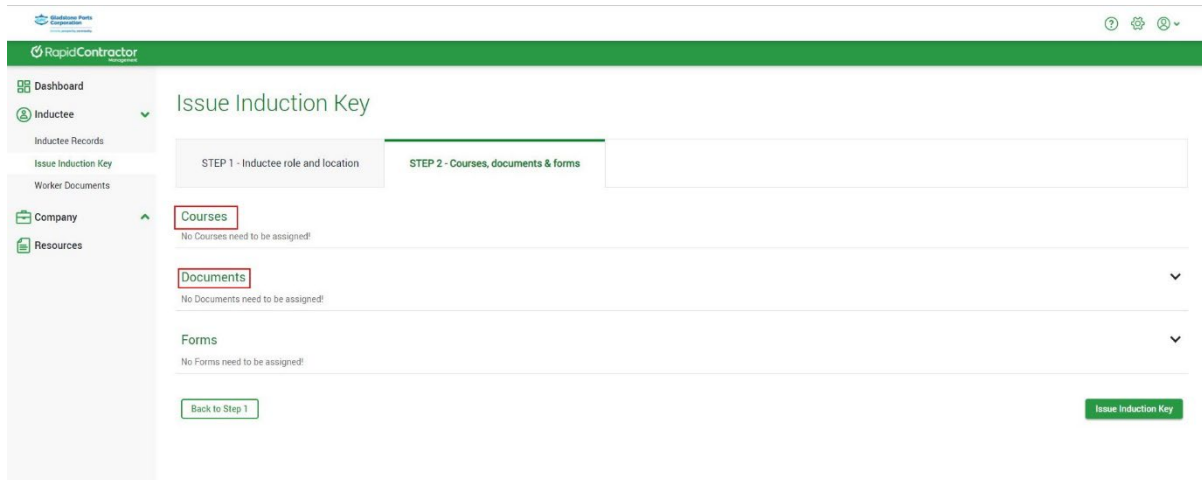 Gladstone Ports
Corporation
RapidContractor
Management
Dashboard
Inductee
Inductee Records
Issue Induction Key
Worker Documents
Company
Resources
Issue Induction Key
STEP 1 - Inductee role and location
STEP 2 - Courses, documents & forms
Courses
No Courses need to be assigned!
Documents
No Documents need to be assigned!
Forms
No Forms need to be assigned!
Back to Step 1
Issue Induction Key